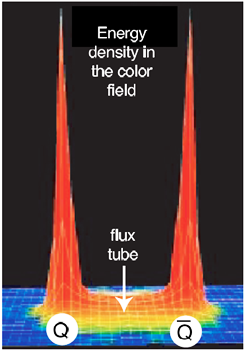 Energy
density in
the color
field
flux
tube
Q
Q̅